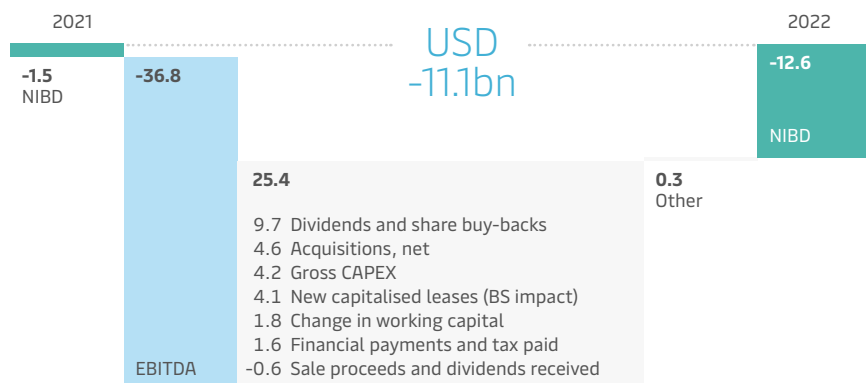 2021
USD
-11.1bn
2022
-1.5
NIBD
-36.8
EBITDA
25.4
9.7 Dividends and share buy-backs
4.6 Acquisitions, net
4.2 Gross CAPEX
4.1 New capitalised leases (BS impact)
1.8 Change in working capital
1.6 Financial payments and tax paid
-0.6 Sale proceeds and dividends received
0.3
Other
-12.6
NIBD